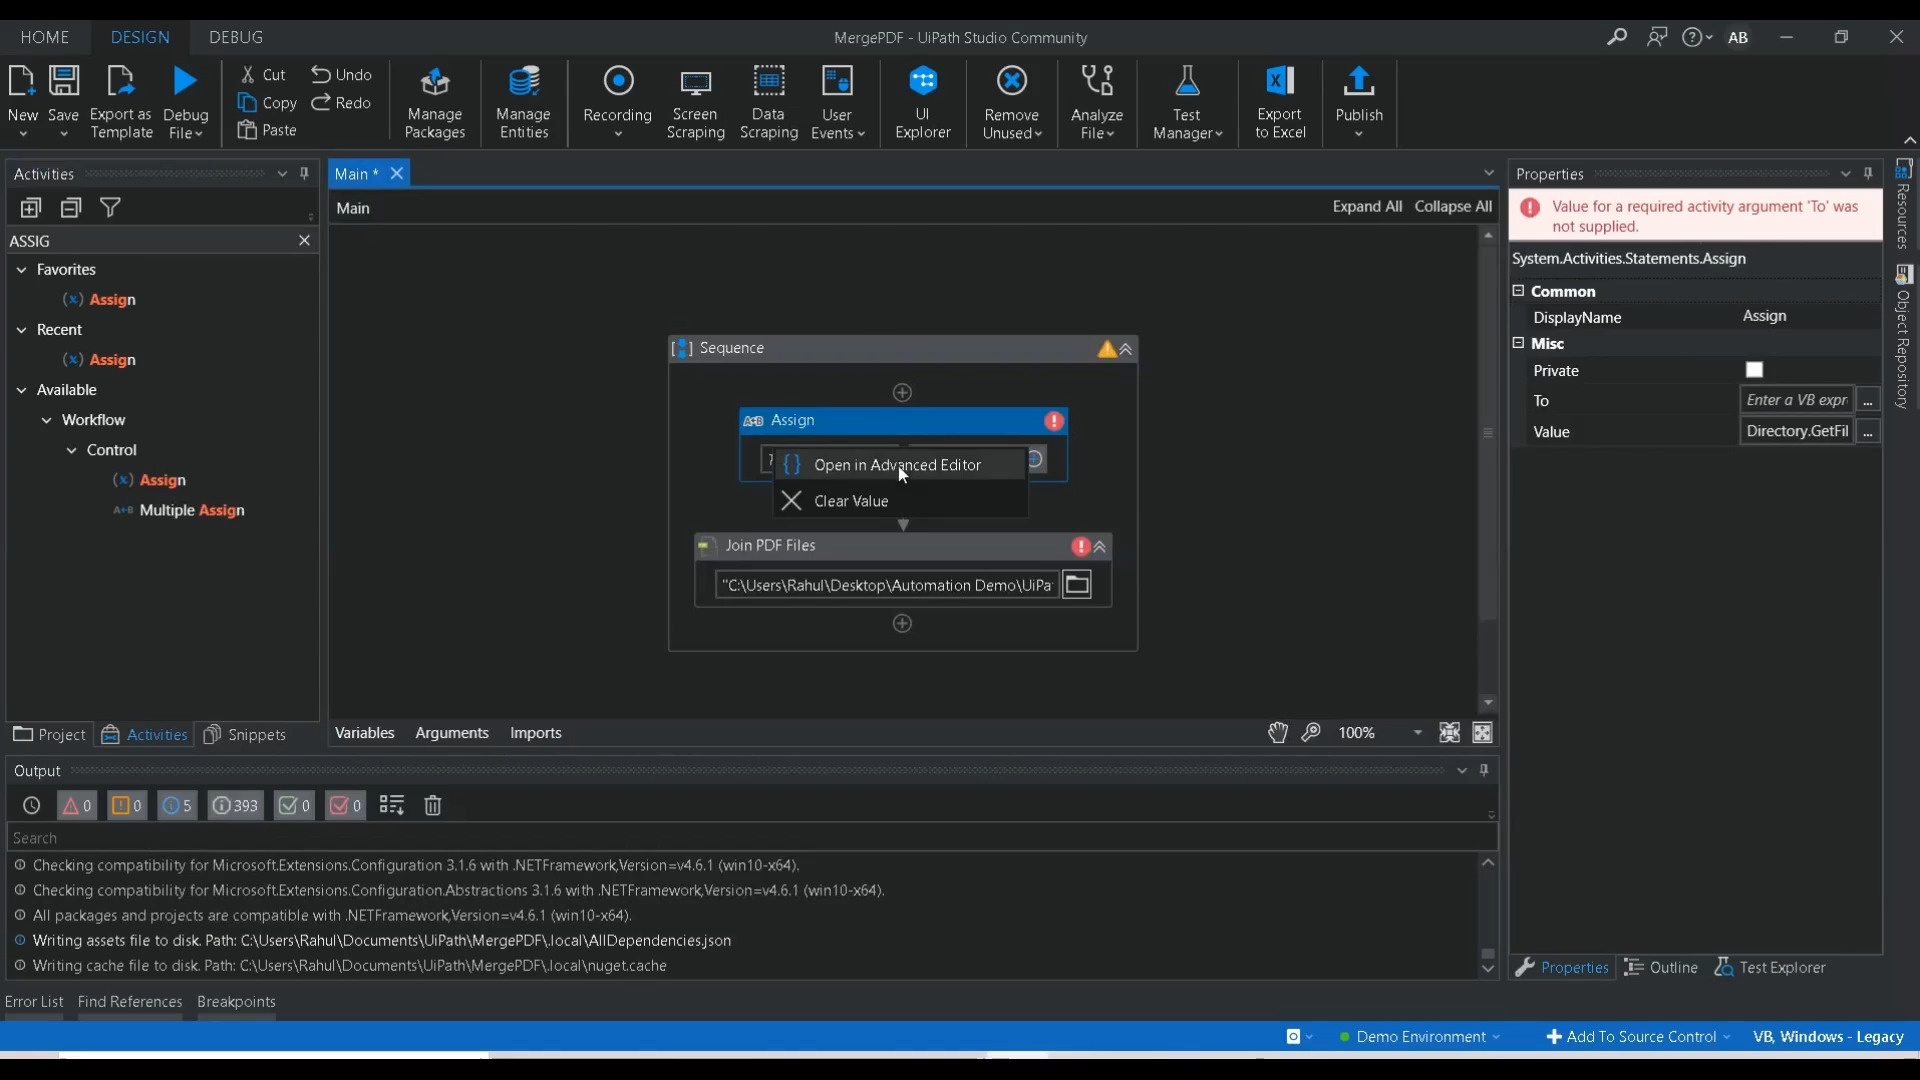 HOME DESIGN DEBUG MergePDF - UiPath Studio Community AB
New Save Export as Template Debug File Cut Copy Paste Undo Redo Manage Packages Manage Entities Recording Screen Scraping Data Scraping User Events UI Explorer Remove Unused Analyze File Test Manager Export to Excel Publish
Activities
ASSIG
Favorites
Assign
Recent
Assign
Available
Workflow
Control
Assign
Multiple Assign
Project Activities Snippets
Main *
Main Expand All Collapse All
Sequence
A+B Assign
Open in Advanced Editor
Clear Value
Join PDF Files
"C:\Users\Rahul\Desktop\Automation Demo\UiPa
Variables Arguments Imports 100%
Properties
Value for a required activity argument 'To' was
not supplied.
System.Activities.Statements.Assign
Common
DisplayName Assign
Misc
Private
To Enter a VB expr ...
Value Directory.GetFil ...
Properties Outline Test Explorer
Resources
Object Repository
Output
0 0 5 393 0 0
Search
Checking compatibility for Microsoft.Extensions.Configuration 3.1.6 with .NETFramework,Version=v4.6.1 (win10-x64).
Checking compatibility for Microsoft.Extensions.Configuration.Abstractions 3.1.6 with .NETFramework,Version=v4.6.1 (win10-x64).
All packages and projects are compatible with .NETFramework,Version=v4.6.1 (win10-x64).
Writing assets file to disk. Path: C:\Users\Rahul\Documents\UiPath\MergePDF\.local\AllDependencies.json
Writing cache file to disk. Path: C:\Users\Rahul\Documents\UiPath\MergePDF\.local\nuget.cache
Error List Find References Breakpoints
Demo Environment Add To Source Control VB, Windows - Legacy